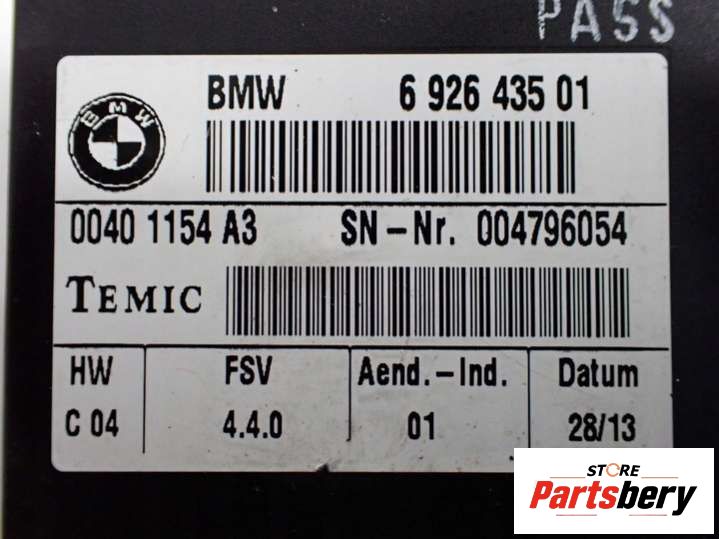 PASS
BMW 6 926 435 01
BMW
0040 1154 A3 SN-Nr. 004796054
TEMIC
HW FSV Aend.-Ind. Datum
C 04 4.4.0 01 28/13
STORE
Partsbery